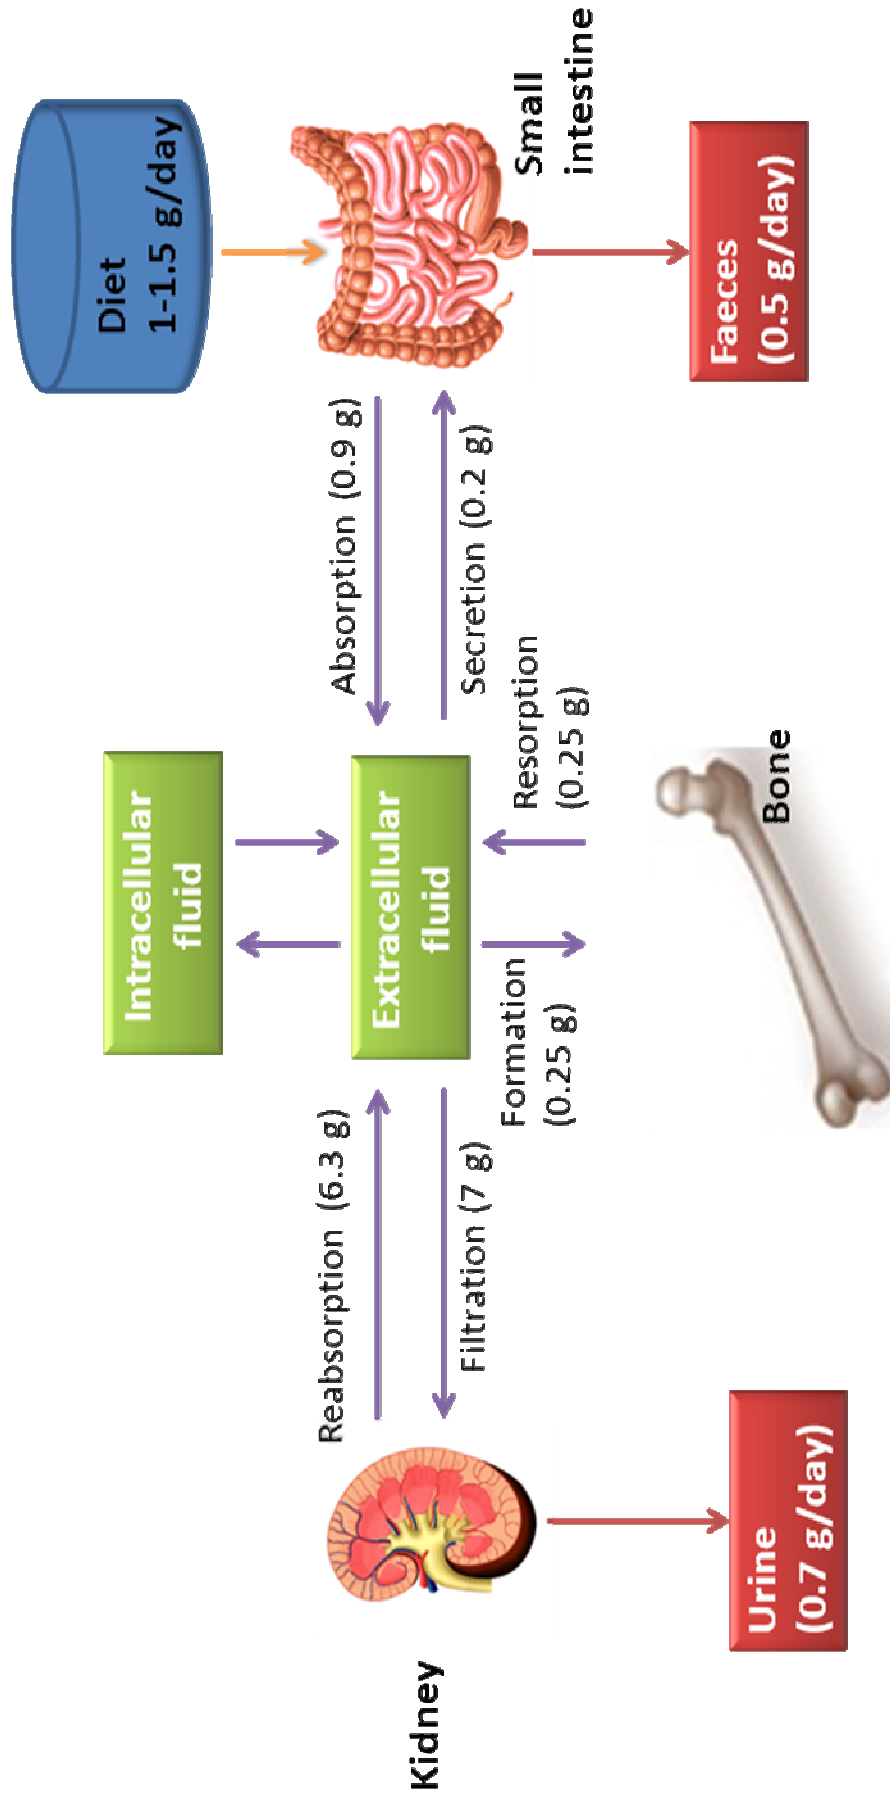 Diet
1-1.5 g/day
Small
intestine
Faeces
(0.5 g/day)
Absorption (0.9 g)
Secretion (0.2 g)
Intracellular
fluid
Extracellular
fluid
Resorption
(0.25 g)
Formation
(0.25 g)
Bone
Reabsorption (6.3 g)
Filtration (7 g)
Kidney
Urine
(0.7 g/day)